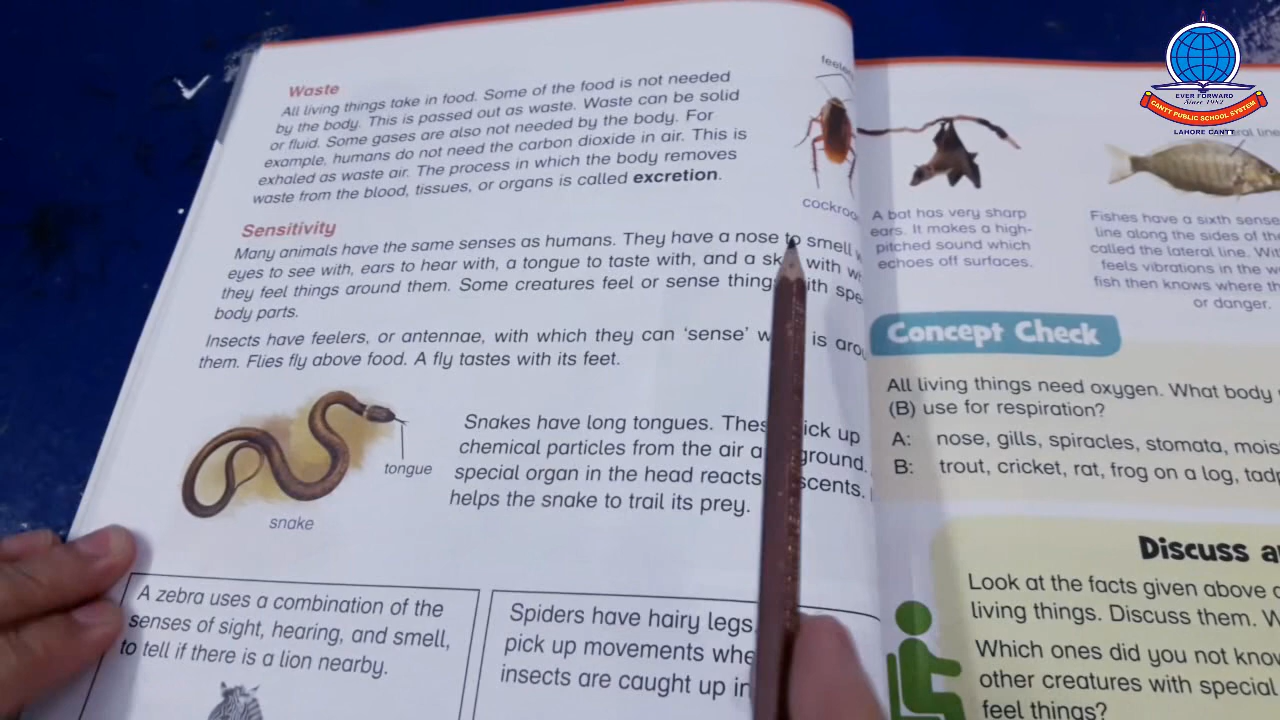 Waste
All living things take in food. Some of the food is not needed
by the body. This is passed out as waste. Waste can be solid
or fluid. Some gases are also not needed by the body. For
example, humans do not need the carbon dioxide in air. This is
exhaled as waste air. The process in which the body removes
waste from the blood, tissues, or organs is called excretion.
Sensitivity
Many animals have the same senses as humans. They have a nose to smell
eyes to see with, ears to hear with, a tongue to taste with, and a with
they feel things around them. Some creatures feel or sense
body parts.
Insects have feelers, or antennae, with which they can 'sense' is
them. Flies fly above food. A fly tastes with its feet.
tongue
snake
Snakes have long tongues. up
chemical particles from the air ground.
special organ in the head reacts scents.
helps the snake to trail its prey.
A zebra uses a combination of the
senses of sight, hearing, and smell,
to tell if there is a lion nearby.
Spiders have hairy legs
pick up movements
insects are caught up in
A bat has very sharp
ears. It makes a high-
pitched sound which
echoes off surfaces.
Fishes have a sixth
line along the sides of
called the lateral line.
feels vibrations in the
fish then knows where
or danger.
Concept Check
All living things need oxygen. What body
(B) use for respiration?
A: nose, gills, spiracles, stomata,
B: trout, cricket, rat, frog on a log,
Discuss
Look at the facts given above
living things. Discuss them.
Which ones did you not
other creatures with special
feel things?
EVER FORWARD
Since 1982
CANTT PUBLIC SCHOOL SYSTEM
LAHORE CANTT